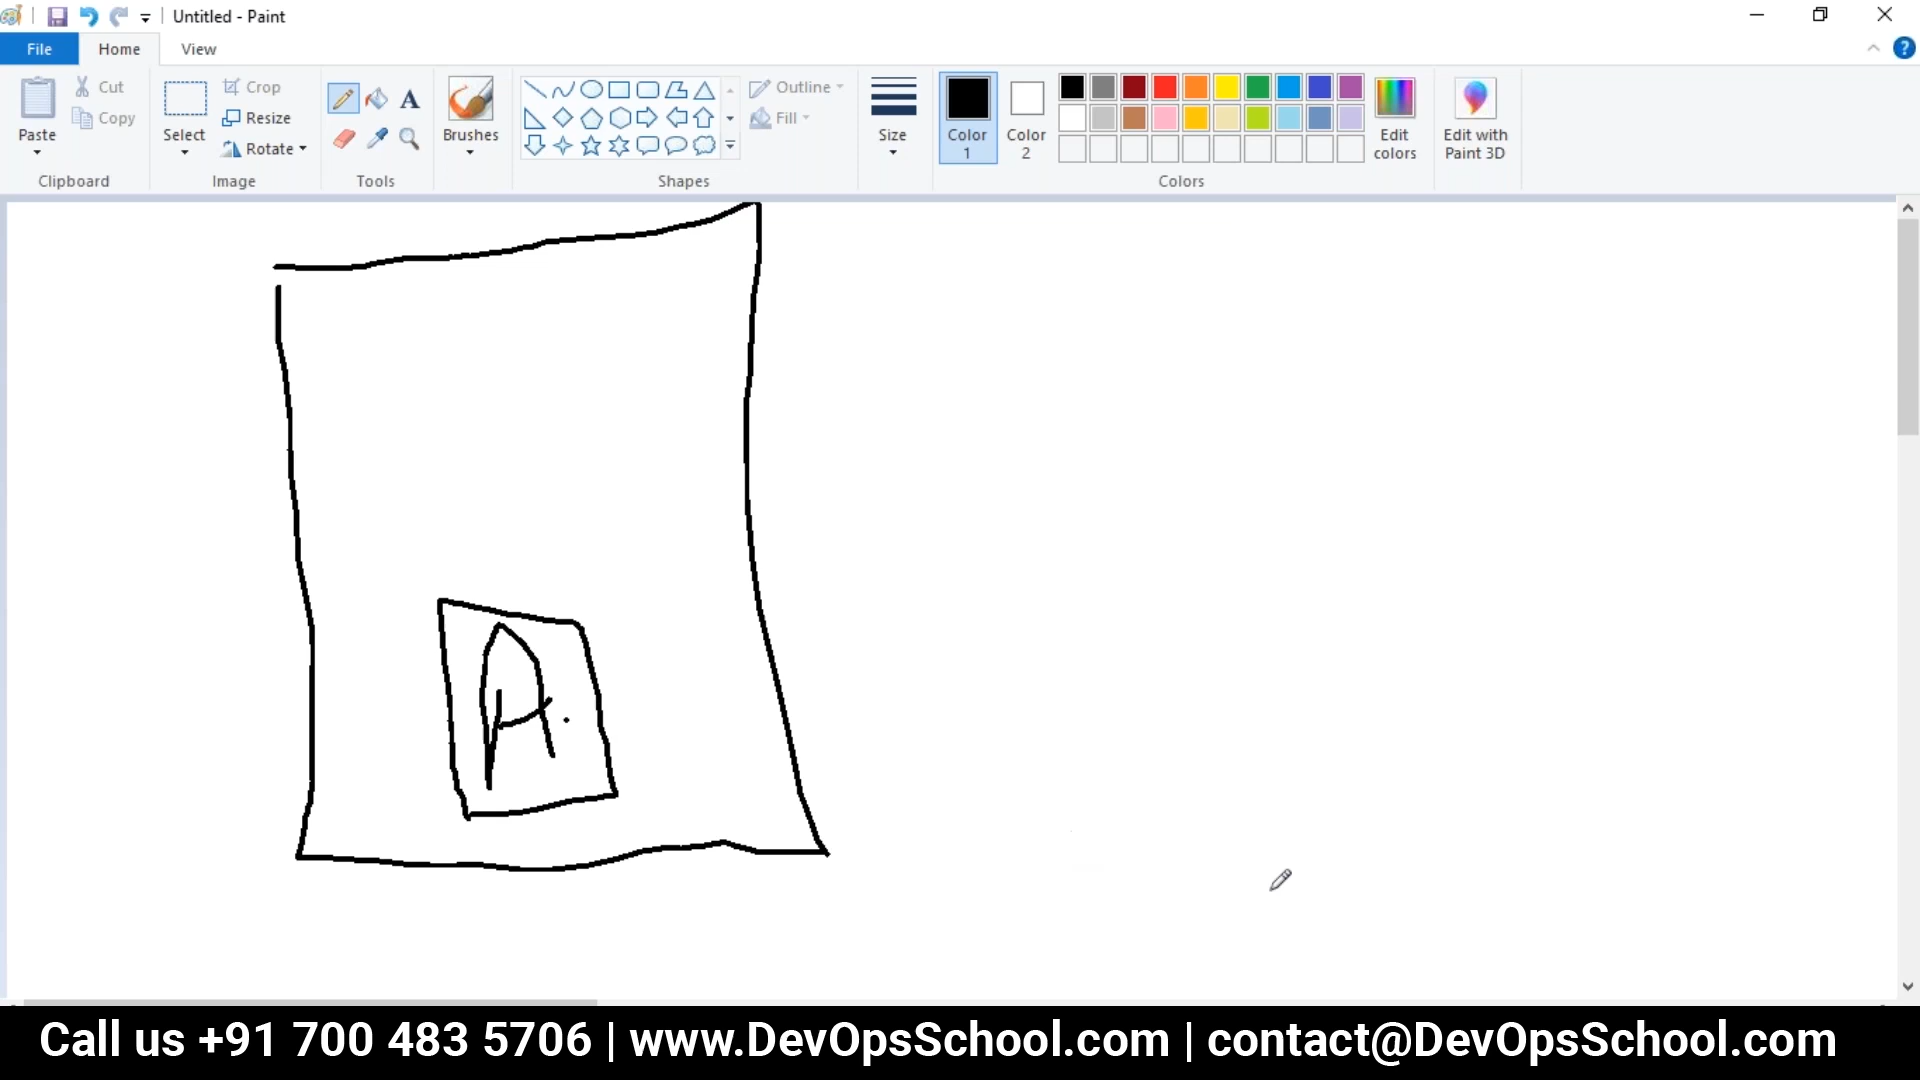 Untitled - Paint
File Home View
Paste Cut Copy Select Crop Resize Rotate A Brushes Outline Fill Size Color 1 Color 2 Edit colors Edit with Paint 3D ?
Clipboard Image Tools Shapes Colors
A.
Call us +91 700 483 5706 | www.DevOpsSchool.com | contact@DevOpsSchool.com